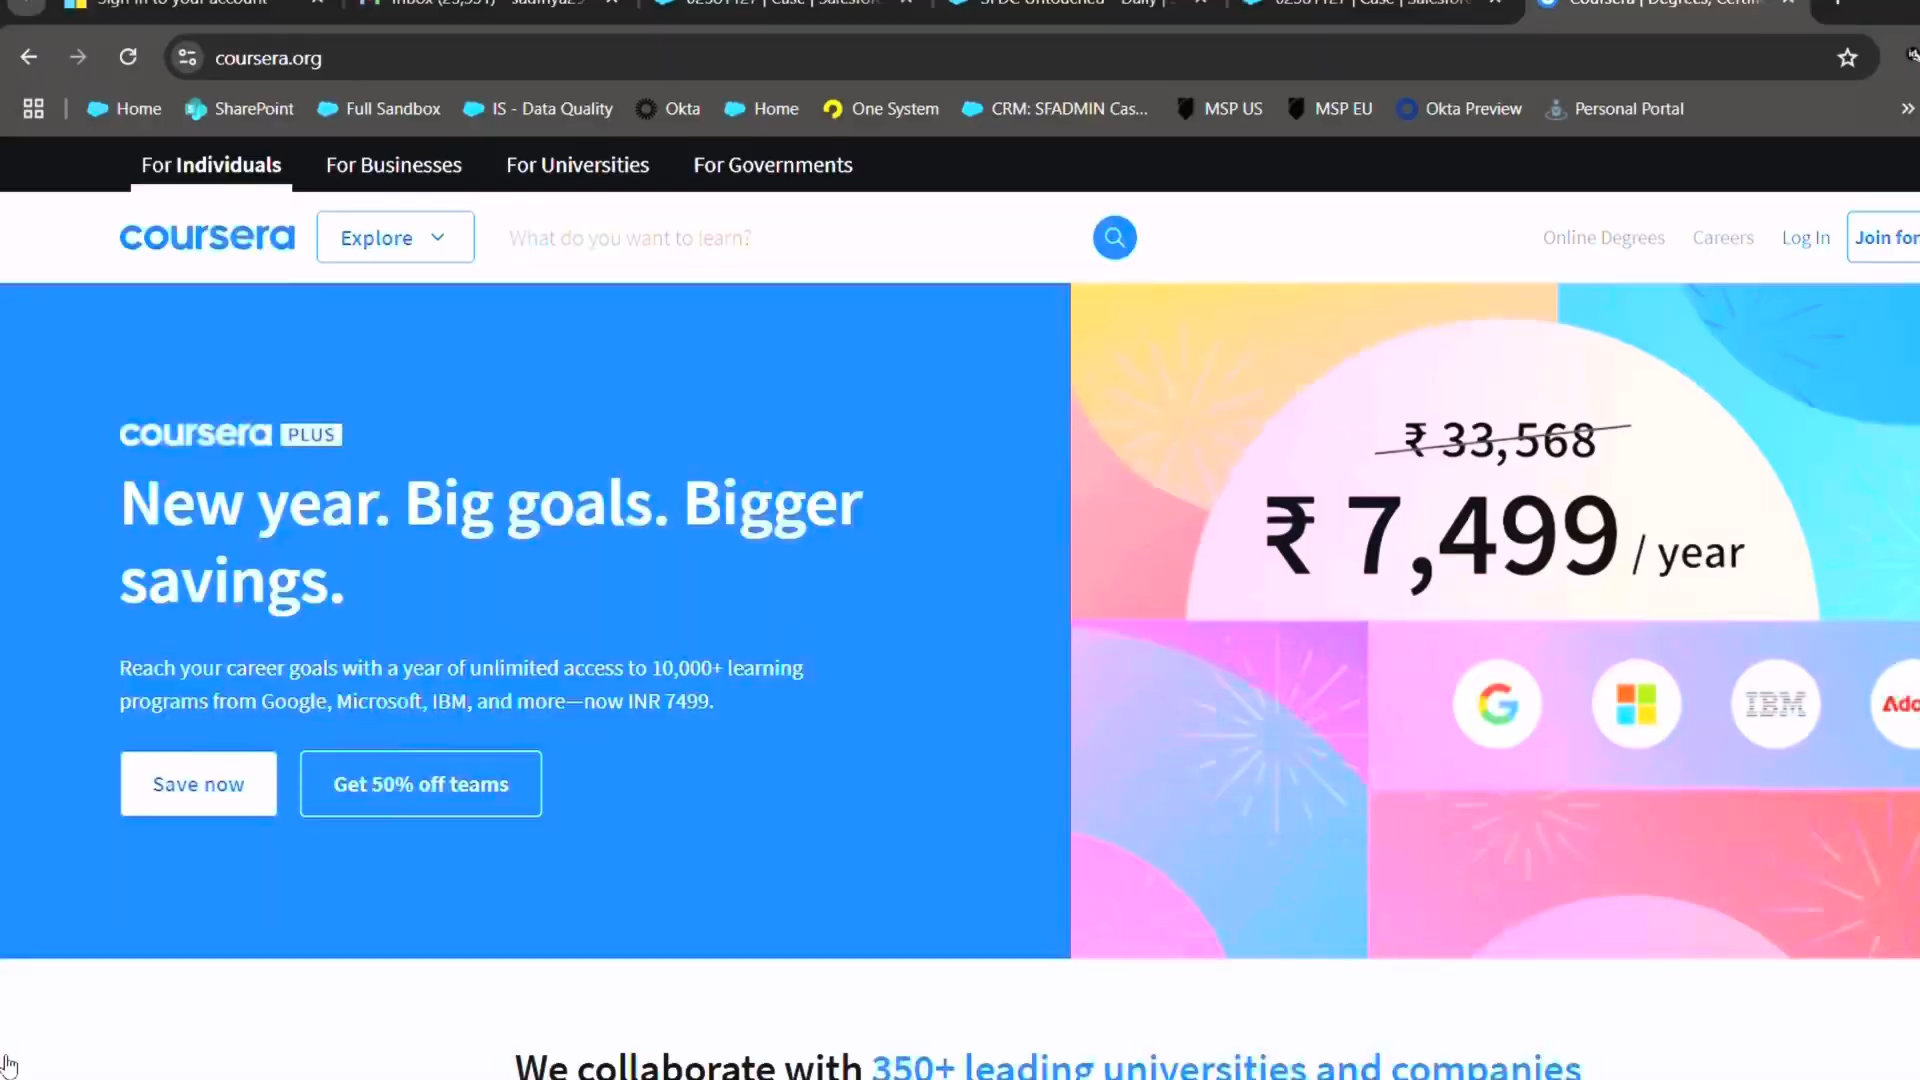 coursera.org
Home SharePoint Full Sandbox IS - Data Quality Okta Home One System CRM: SFADMIN Cas... MSP US MSP EU Okta Preview Personal Portal »
For Individuals For Businesses For Universities For Governments
coursera Explore What do you want to learn? Online Degrees Careers Log In Join for
coursera PLUS
New year. Big goals. Bigger
savings.
Reach your career goals with a year of unlimited access to 10,000+ learning
programs from Google, Microsoft, IBM, and more—now INR 7499.
Save now Get 50% off teams
₹ 33,568
₹ 7,499 / year
G IBM Ado
We collaborate with 350+ leading universities and companies